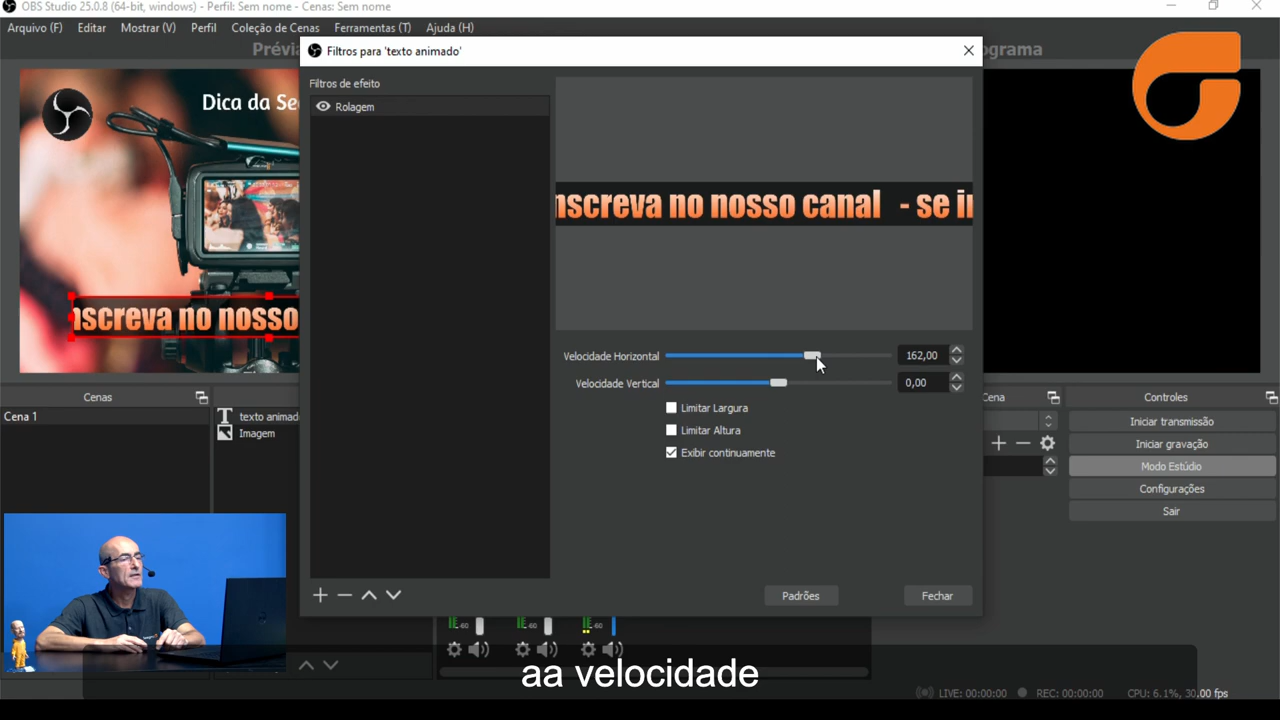 OBS Studio 25.0.8 (64-bit, windows) - Perfil: Sem nome - Cenas: Sem nome
Arquivo (F) Editar Mostrar (V) Perfil Coleção de Cenas Ferramentas (T) Ajuda (H)
Filtros para 'texto animado'
Filtros de efeito
Rolagem
Dica da Se
nscreva no nosso canal - se in
nscreva no nosso
Velocidade Horizontal 162,00
Velocidade Vertical 0,00
Limitar Largura
Limitar Altura
Exibir continuamente
Padrões Fechar
Cenas
Cena 1
texto animad
Imagem
Cena
Controles
Iniciar transmissão
Iniciar gravação
Modo Estúdio
Configurações
Sair
-60 -60 -60
aa velocidade
LIVE: 00:00:00 REC: 00:00:00 CPU: 6.1%, 30,00 fps